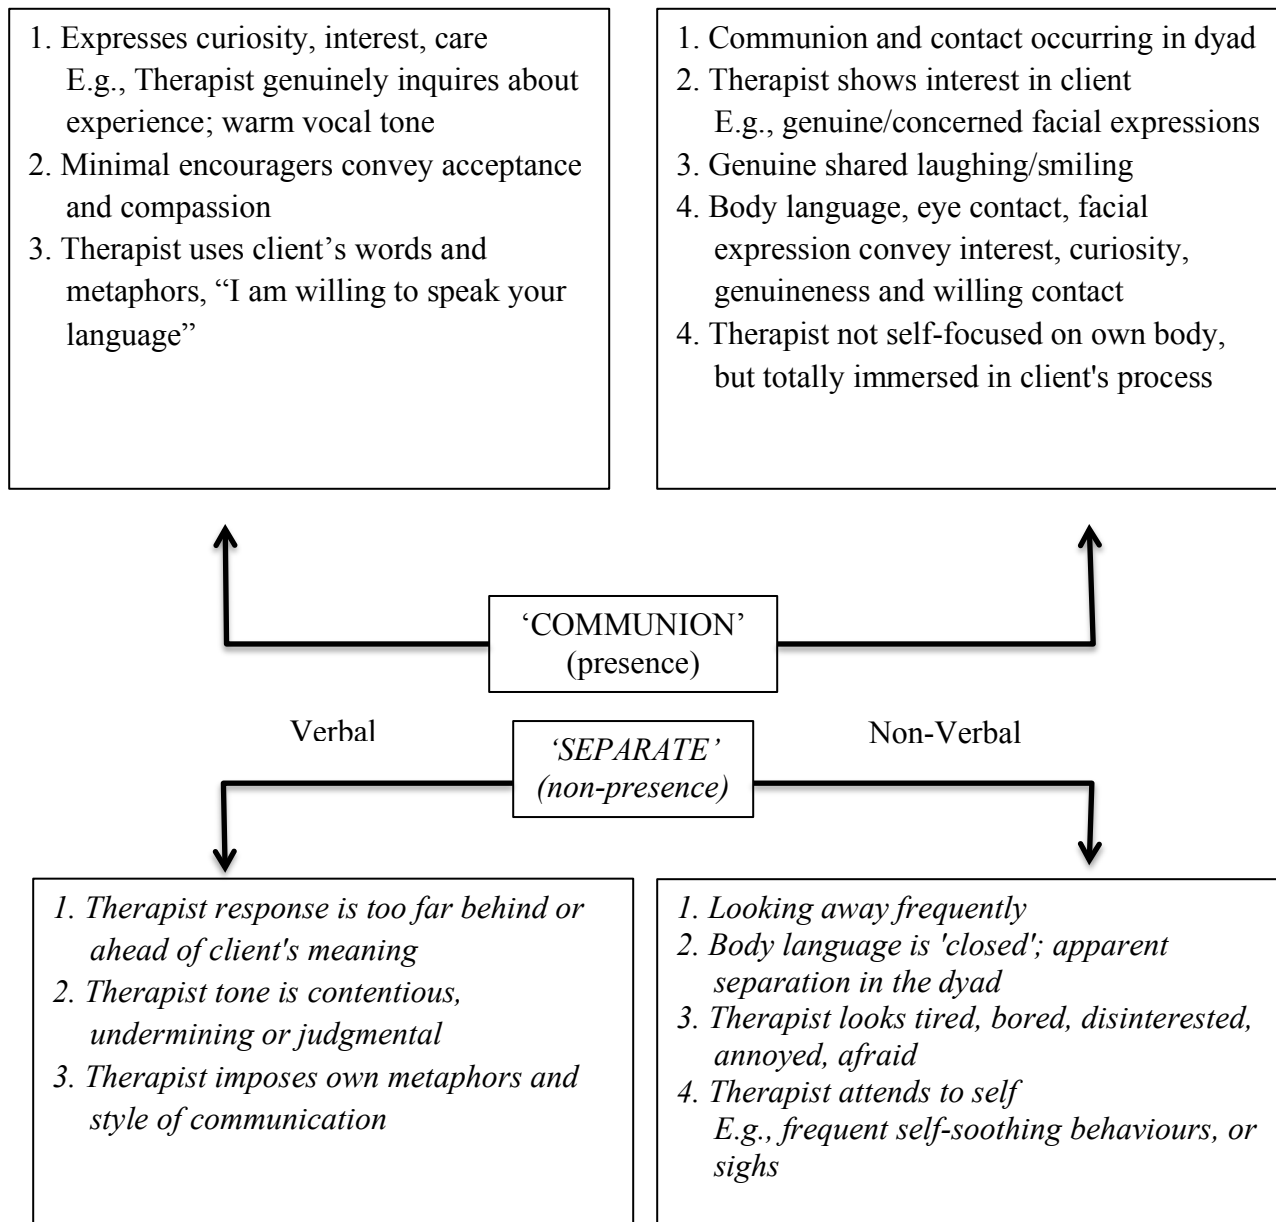 1. Expresses curiosity, interest, care
E.g., Therapist genuinely inquires about
experience; warm vocal tone
2. Minimal encouragers convey acceptance
and compassion
3. Therapist uses client’s words and
metaphors, “I am willing to speak your
language”
1. Communion and contact occurring in dyad
2. Therapist shows interest in client
E.g., genuine/concerned facial expressions
3. Genuine shared laughing/smiling
4. Body language, eye contact, facial
expression convey interest, curiosity,
genuineness and willing contact
4. Therapist not self-focused on own body,
but totally immersed in client's process
‘COMMUNION’
(presence)
Verbal
‘SEPARATE’
(non-presence)
Non-Verbal
1. Therapist response is too far behind or
ahead of client's meaning
2. Therapist tone is contentious,
undermining or judgmental
3. Therapist imposes own metaphors and
style of communication
1. Looking away frequently
2. Body language is 'closed'; apparent
separation in the dyad
3. Therapist looks tired, bored, disinterested,
annoyed, afraid
4. Therapist attends to self
E.g., frequent self-soothing behaviours, or
sighs